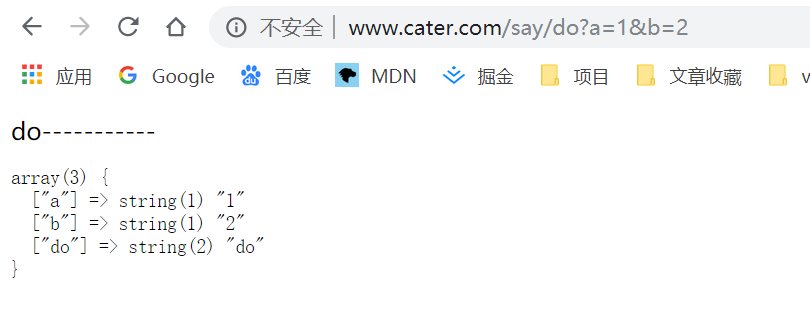 不安全 www.cater.com/say/do?a=1&b=2
应用 Google 百度 MDN 掘金 项目 文章收藏 v
do-----------
array(3) {
  ["a"] => string(1) "1"
  ["b"] => string(1) "2"
  ["do"] => string(2) "do"
}